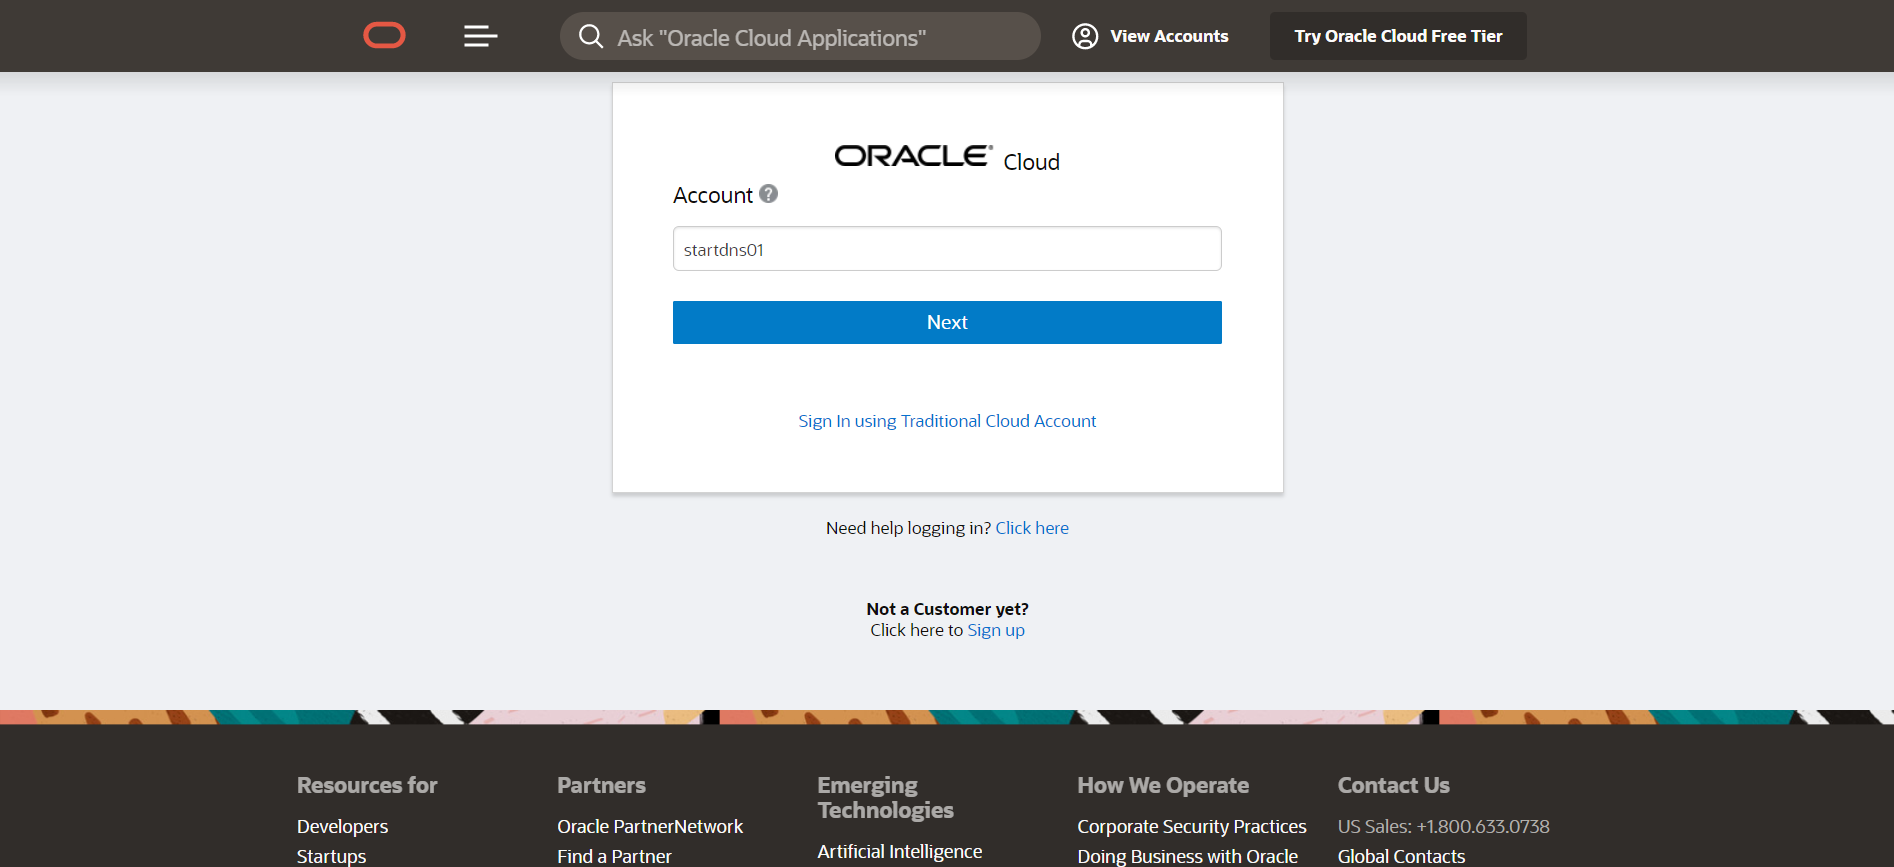 Ask "Oracle Cloud Applications"
View Accounts
Try Oracle Cloud Free Tier
ORACLE® Cloud
Account ?
startdns01
Next
Sign In using Traditional Cloud Account
Need help logging in? Click here
Not a Customer yet?
Click here to Sign up
Resources for
Developers
Startups
Partners
Oracle PartnerNetwork
Find a Partner
Emerging
Technologies
Artificial Intelligence
How We Operate
Corporate Security Practices
Doing Business with Oracle
Contact Us
US Sales: +1.800.633.0738
Global Contacts